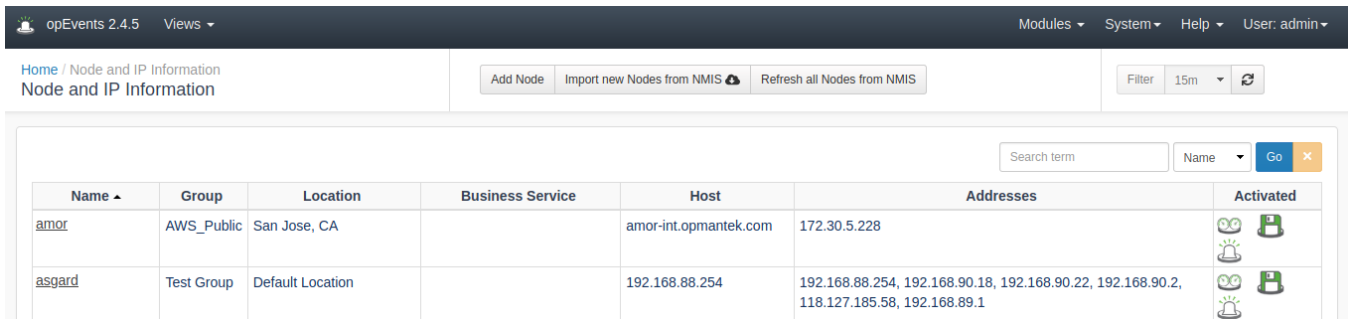 opEvents 2.4.5 Views Modules System Help User: admin
Home / Node and IP Information
Node and IP Information
Add Node Import new Nodes from NMIS Refresh all Nodes from NMIS
Filter 15m
Search term Name Go ×
Name Group Location Business Service Host Addresses Activated
amor AWS_Public San Jose, CA amor-int.opmantek.com 172.30.5.228
asgard Test Group Default Location 192.168.88.254 192.168.88.254, 192.168.90.18, 192.168.90.22, 192.168.90.2,
118.127.185.58, 192.168.89.1